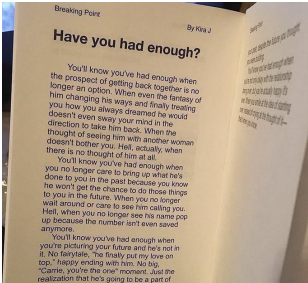 Breaking Point
By Kira J
Have you had enough?
You'll know you've had enough when
the prospect of getting back together is no
longer an option. When even the fantasy of
him changing his ways and finally treating
you how you always dreamed he would
doesn't even sway your mind in the
direction to take him back. When the
thought of seeing him with another woman
doesn't bother you. Hell, actually, when
there is no thought of him at all.
You'll know you've had enough when
you no longer care to bring up what he's
done to you in the past because you know
he won't get the chance to do those things
to you in the future. When you no longer
wait around or care to see him calling you.
Hell, when you no longer see his name pop
up because the number isn't even saved
anymore.
You'll know you've had enough when
you're picturing your future and he's not in
it. No fairytale, "he finally put my love on
top," happy ending with him. No big,
"Carrie, you're the one" moment. Just the
realization that he's going to be a part of
Breaking Point